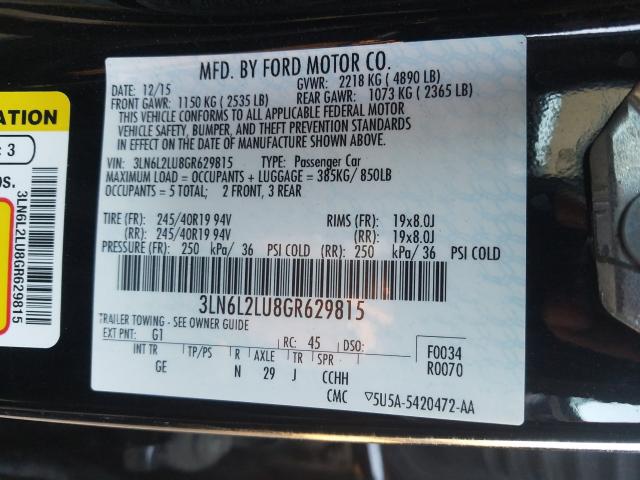 MFD. BY FORD MOTOR CO.
DATE: 12/15 GVWR: 2218 KG ( 4890 LB)
FRONT GAWR: 1150 KG ( 2535 LB) REAR GAWR: 1073 KG ( 2365 LB)
THIS VEHICLE CONFORMS TO ALL APPLICABLE FEDERAL MOTOR
VEHICLE SAFETY, BUMPER, AND THEFT PREVENTION STANDARDS
IN EFFECT ON THE DATE OF MANUFACTURE SHOWN ABOVE.
VIN: 3LN6L2LU8GR629815 TYPE: Passenger Car
MAXIMUM LOAD = OCCUPANTS + LUGGAGE = 385KG/ 850LB
OCCUPANTS = 5 TOTAL; 2 FRONT, 3 REAR
TIRE (FR): 245/40R19 94V RIMS (FR): 19x8.0J
(RR): 245/40R19 94V (RR): 19x8.0J
PRESSURE (FR): 250 kPa/ 36 PSI COLD (RR): 250 kPa/ 36 PSI COLD
3LN6L2LU8GR629815
TRAILER TOWING - SEE OWNER GUIDE
EXT PNT: G1 RC: 45 DSO:
INT TR TP/PS R AXLE TR SPR
GE N 29 J CCHH
CMC
F0034
R0070
▽5U5A-5420472-AA
ATION
: 3
os.
3LN6L2LU8GR629815